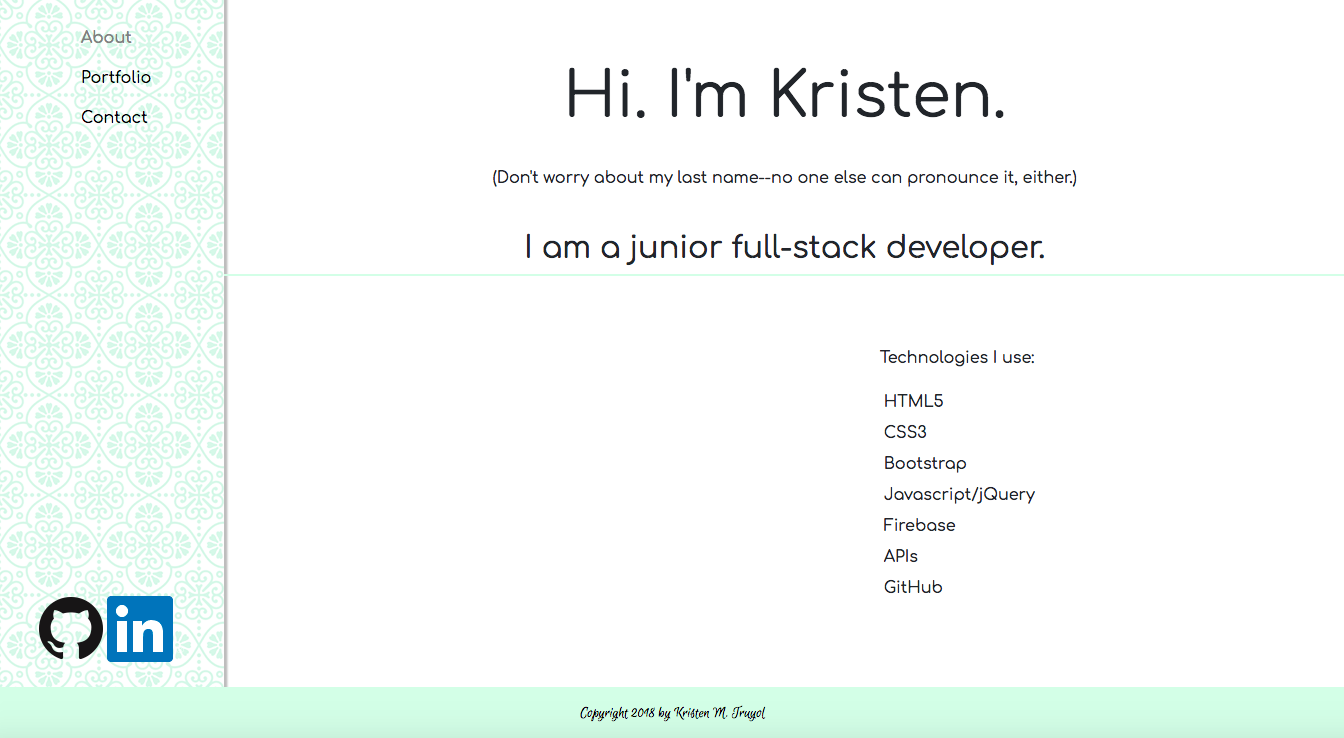 About
Portfolio
Contact
Hi. I'm Kristen.
(Don't worry about my last name--no one else can pronounce it, either.)
I am a junior full-stack developer.
Technologies I use:
HTML5
CSS3
Bootstrap
Javascript/jQuery
Firebase
APIs
GitHub
in
Copyright 2018 by Kristen M. Truyol